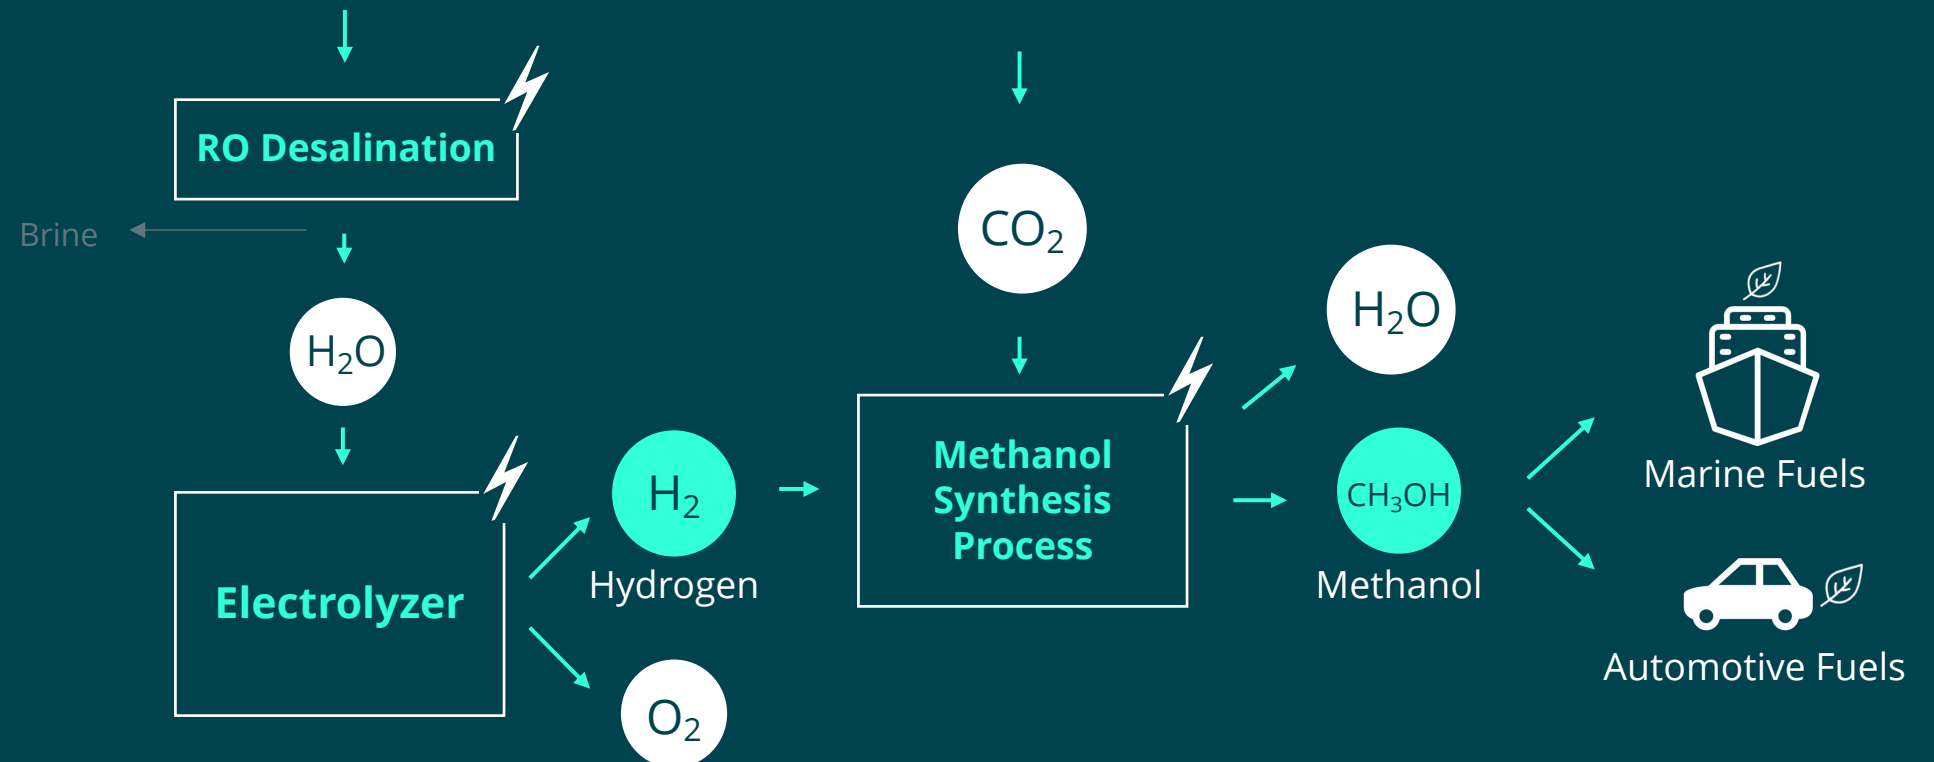 RO Desalination
Brine
H₂O
Electrolyzer
H₂
Hydrogen
O₂
CO₂
Methanol
Synthesis
Process
H₂O
CH₃OH
Methanol
Marine Fuels
Automotive Fuels